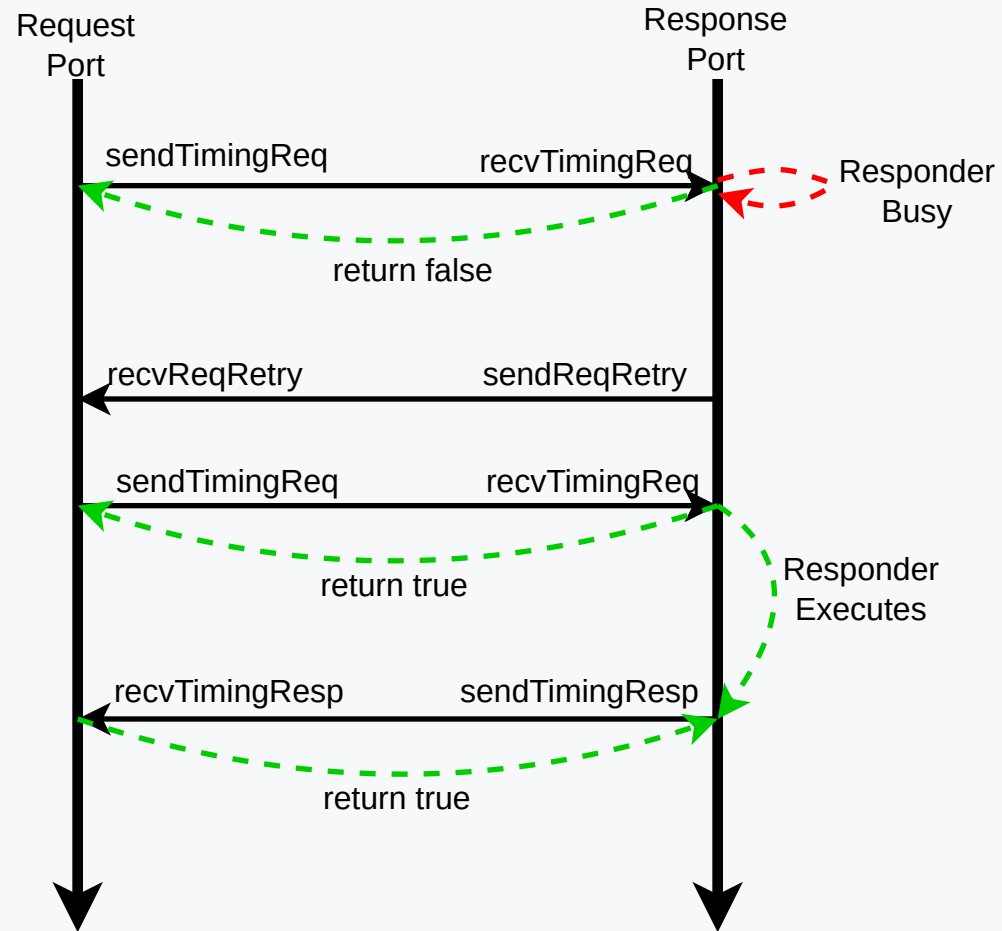 Request
Port
Response
Port
sendTimingReq
recvTimingReq
Responder
Busy
return false
recvReqRetry
sendReqRetry
sendTimingReq
recvTimingReq
return true
Responder
Executes
recvTimingResp
sendTimingResp
return true